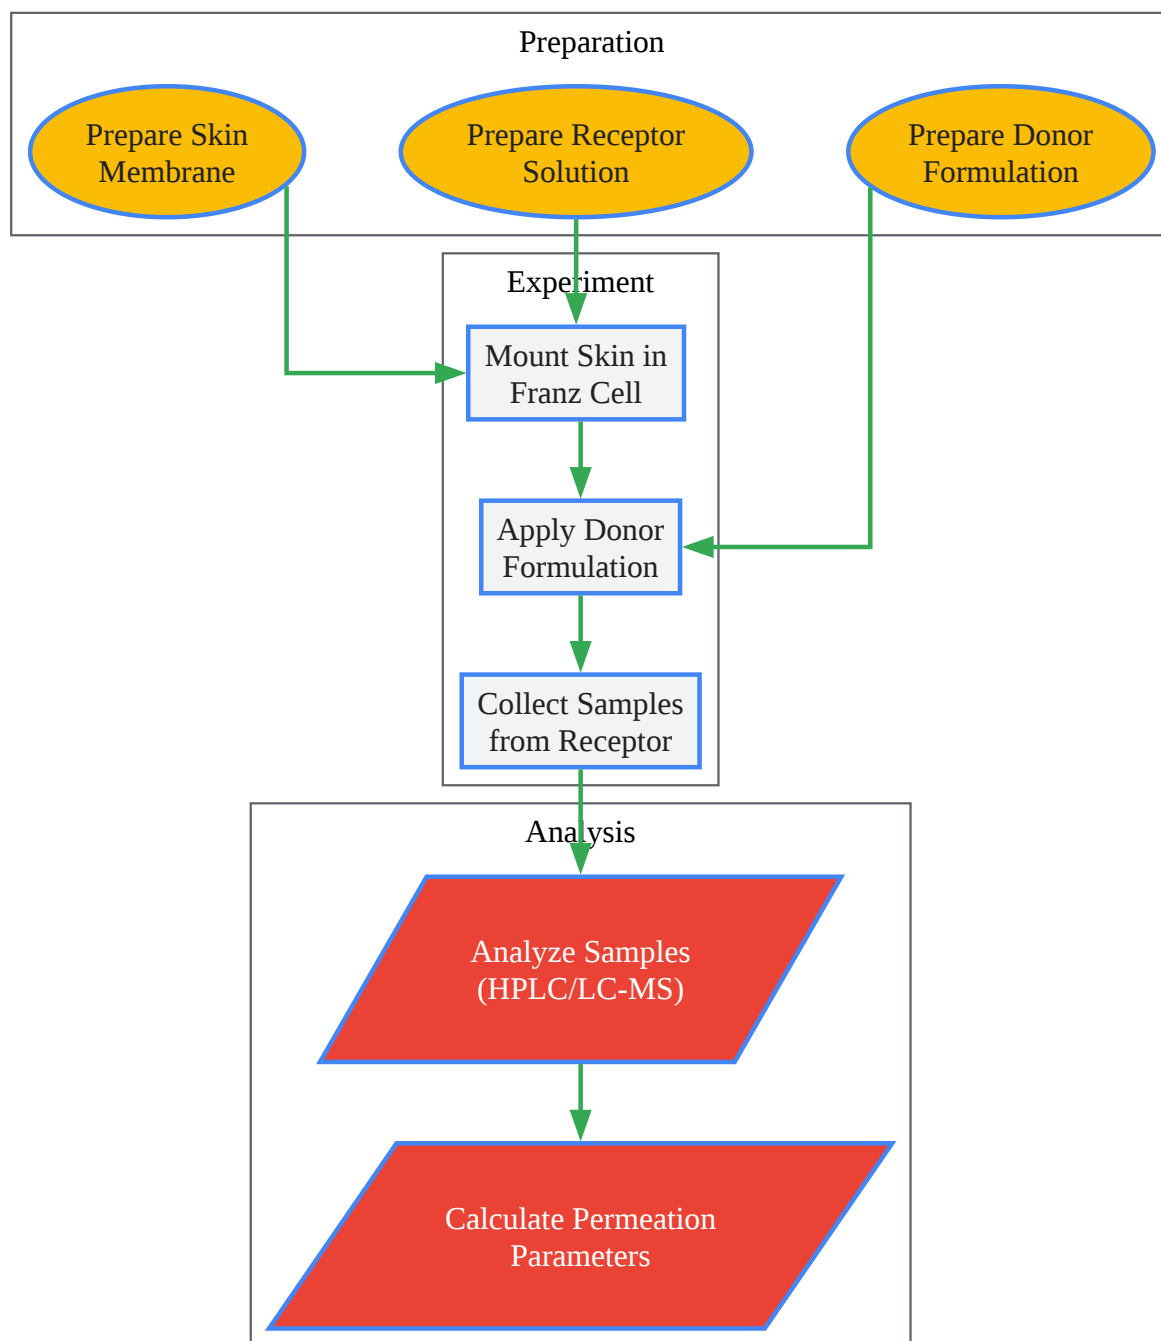 Preparation
Prepare Skin
Membrane
Prepare Receptor
Solution
Prepare Donor
Formulation
Experiment
Mount Skin in
Franz Cell
Apply Donor
Formulation
Collect Samples
from Receptor
Analysis
Analyze Samples
(HPLC/LC-MS)
Calculate Permeation
Parameters